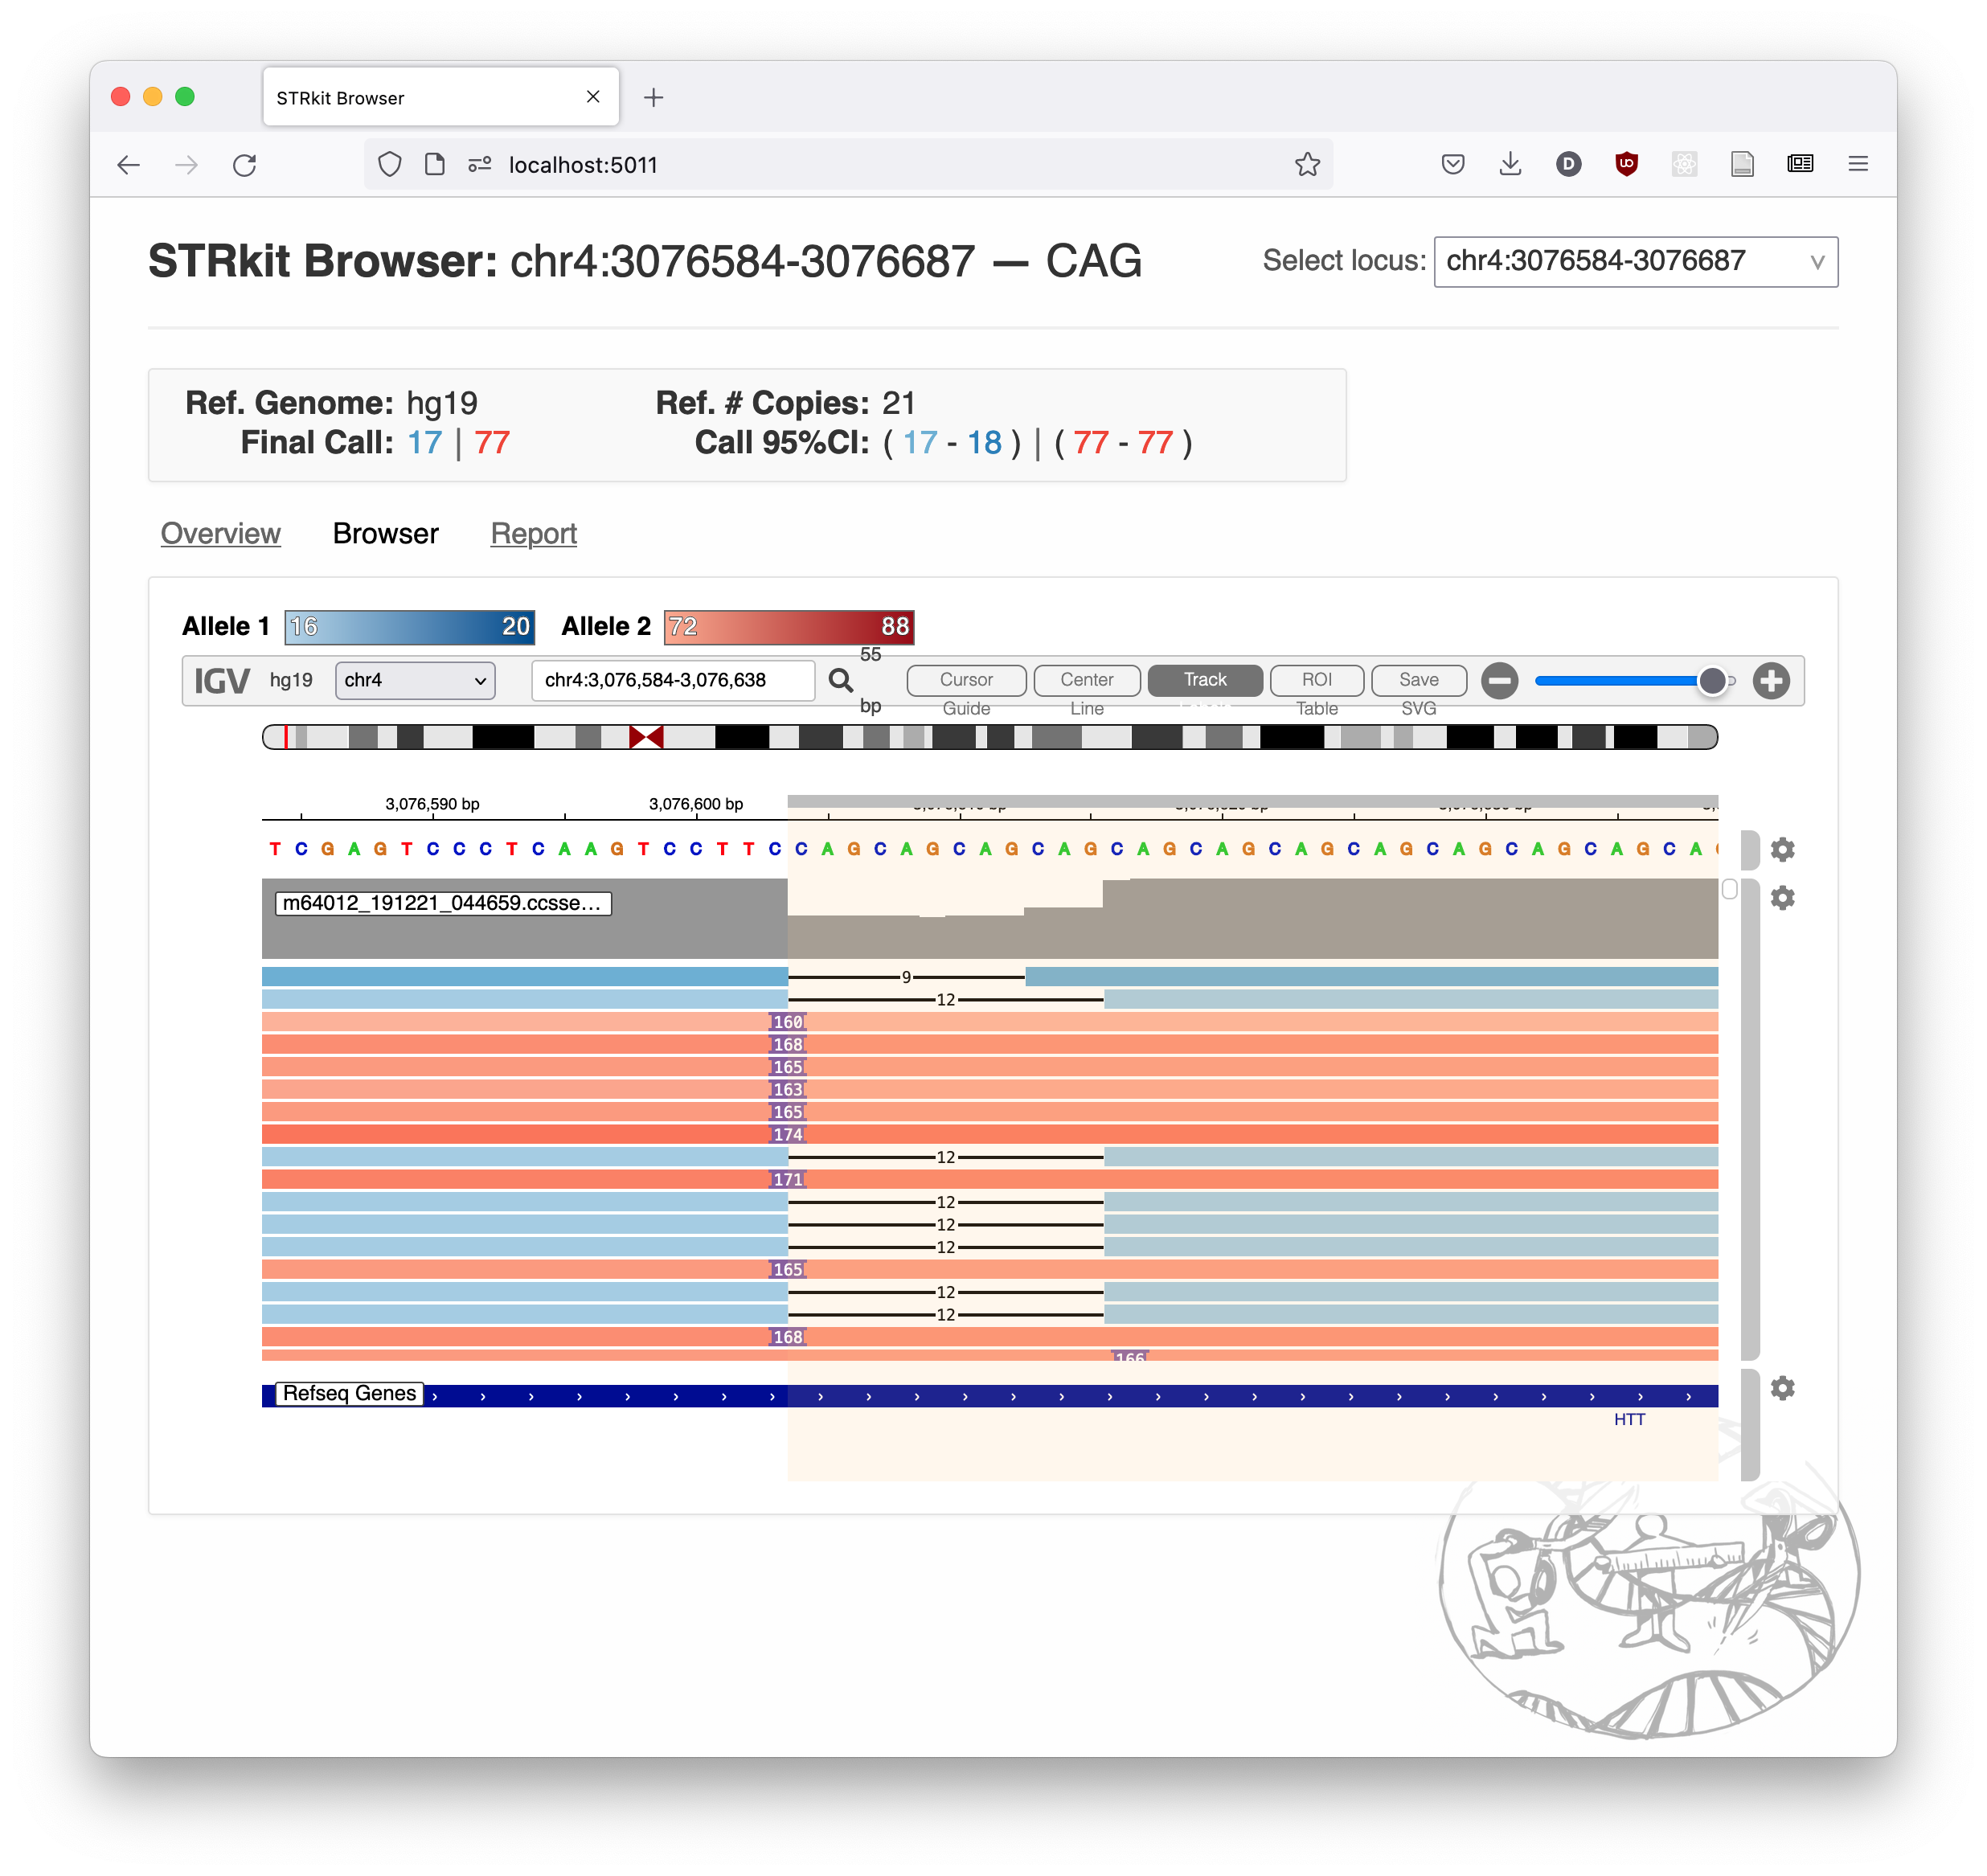 STRkit Browser
localhost:5011
STRkit Browser: chr4:3076584-3076687 — CAG
Select locus: chr4:3076584-3076687
Ref. Genome: hg19 Ref. # Copies: 21
Final Call: 17 | 77 Call 95%CI: ( 17 - 18 ) | ( 77 - 77 )
Overview Browser Report
Allele 1 16 20 Allele 2 72 88
IGV hg19 chr4 chr4:3,076,584-3,076,638 55 bp Cursor Guide Center Line Track ROI Table Save SVG
3,076,590 bp 3,076,600 bp
T C G A G T C C C T C A A G T C C T T C C A G C A G C A G C A G C A G C A G C A G C A G C A G C A G C A G C A
m64012_191221_044659.ccsse...
9
12
160
168
165
163
165
174
12
171
12
12
12
165
12
12
168
166
Refseq Genes
HTT